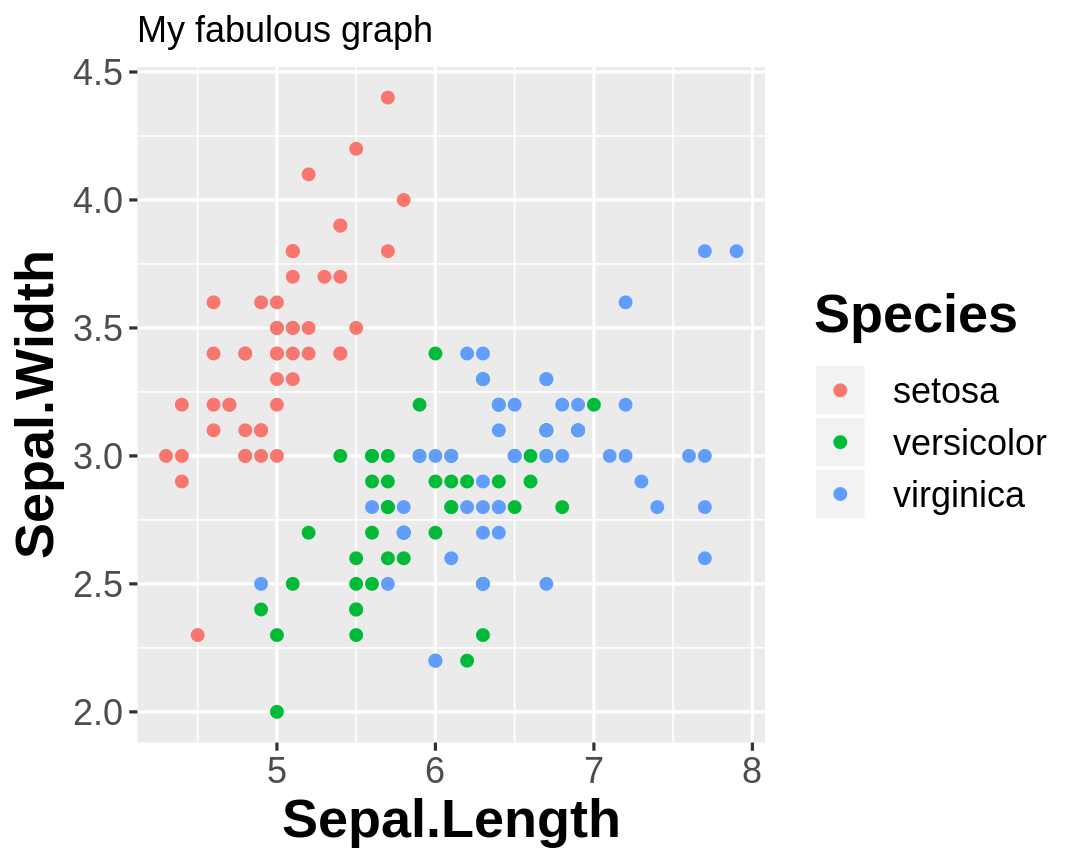 My fabulous graph
4.5
4.0
3.5
3.0
2.5
2.0
Sepal.Width
5 6 7 8
Sepal.Length
Species
setosa
versicolor
virginica